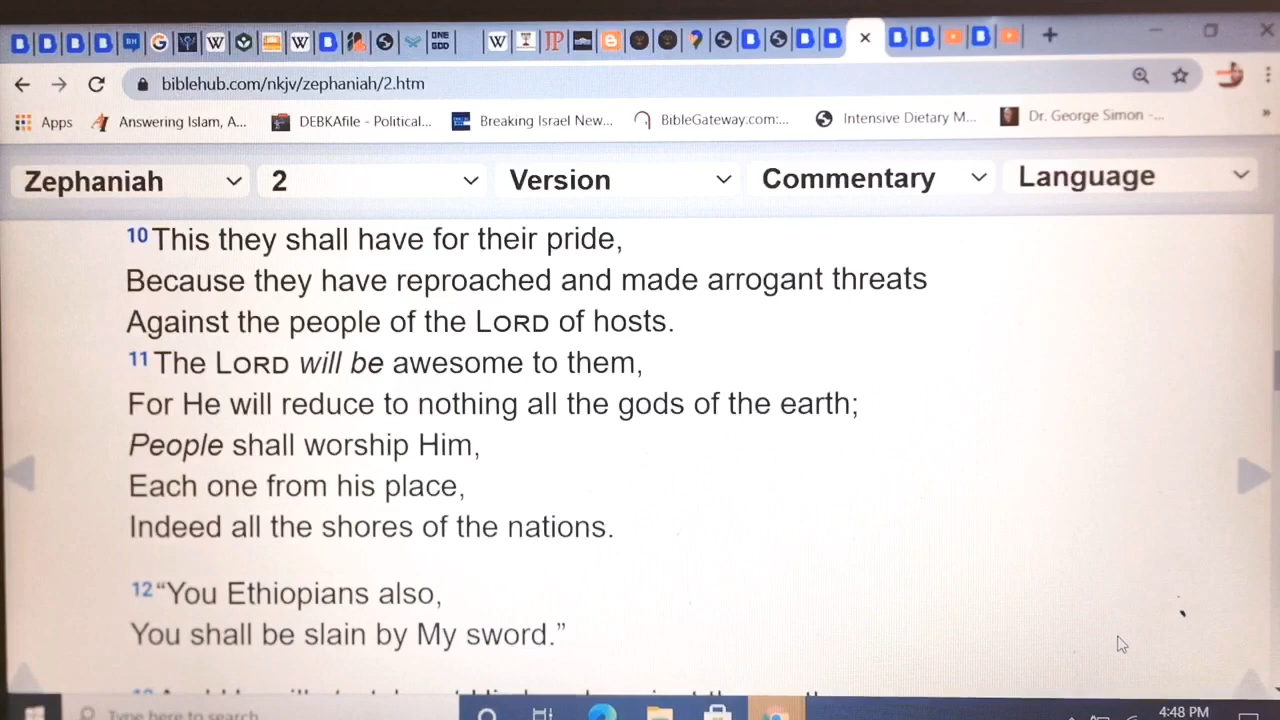 BH
G
W
W
ONE
GOD
W
JP
biblehub.com/nkjv/zephaniah/2.htm
Apps
Answering Islam, A...
DEBKAfile - Political...
Breaking Israel New...
BibleGateway.com:...
Intensive Dietary M...
Dr. George Simon -...
Zephaniah
2
Version
Commentary
Language
10 This they shall have for their pride,
Because they have reproached and made arrogant threats
Against the people of the LORD of hosts.
11 The LORD will be awesome to them,
For He will reduce to nothing all the gods of the earth;
People shall worship Him,
Each one from his place,
Indeed all the shores of the nations.
12 “You Ethiopians also,
You shall be slain by My sword.”
Type here to search
4:48 PM